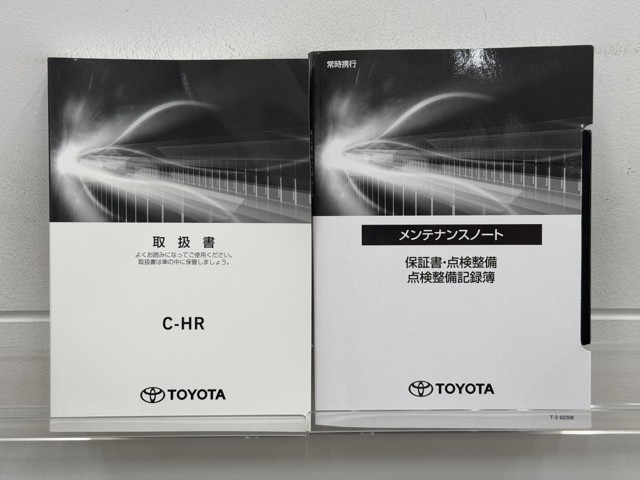 取扱書
よくお読みになってご使用ください。
取扱書は車の中に保管しましょう。
C-HR
TOYOTA
常時携行
メンテナンスノート
保証書・点検整備
点検整備記録簿
TOYOTA